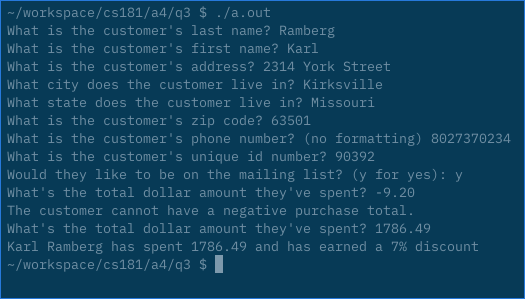 ~/workspace/cs181/a4/q3 $ ./a.out
What is the customer's last name? Ramberg
What is the customer's first name? Karl
What is the customer's address? 2314 York Street
What city does the customer live in? Kirksville
What state does the customer live in? Missouri
What is the customer's zip code? 63501
What is the customer's phone number? (no formatting) 8027370234
What is the customer's unique id number? 90392
Would they like to be on the mailing list? (y for yes): y
What's the total dollar amount they've spent? -9.20
The customer cannot have a negative purchase total.
What's the total dollar amount they've spent? 1786.49
Karl Ramberg has spent 1786.49 and has earned a 7% discount
~/workspace/cs181/a4/q3 $